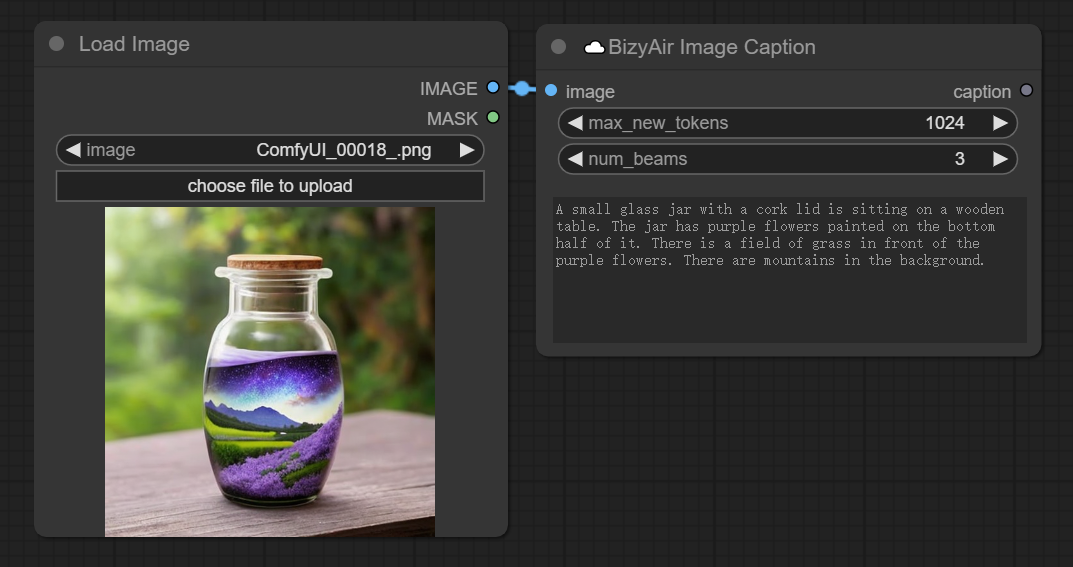 Load Image
IMAGE
MASK
image ComfyUI_00018_.png
choose file to upload
BizyAir Image Caption
image caption
max_new_tokens 1024
num_beams 3
A small glass jar with a cork lid is sitting on a wooden
table. The jar has purple flowers painted on the bottom
half of it. There is a field of grass in front of the
purple flowers. There are mountains in the background.